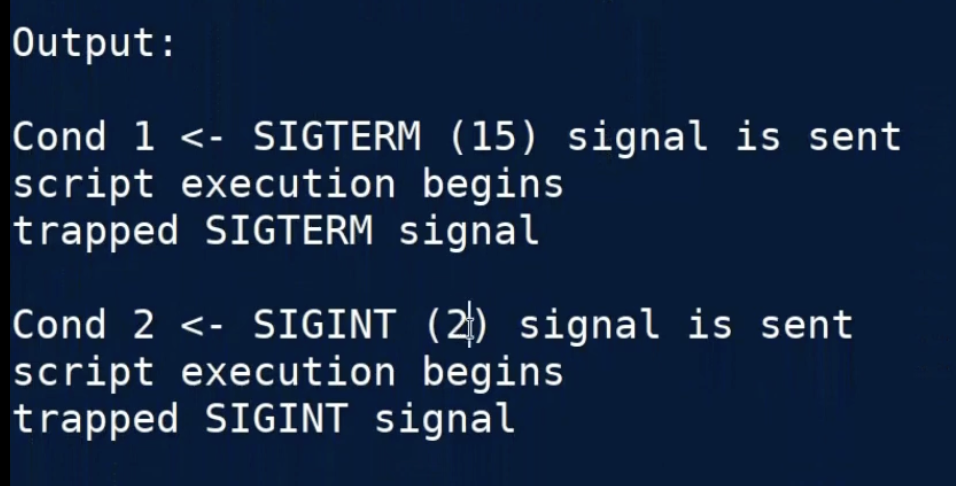 Output:
Cond 1 <- SIGTERM (15) signal is sent
script execution begins
trapped SIGTERM signal
Cond 2 <- SIGINT (2) signal is sent
script execution begins
trapped SIGINT signal